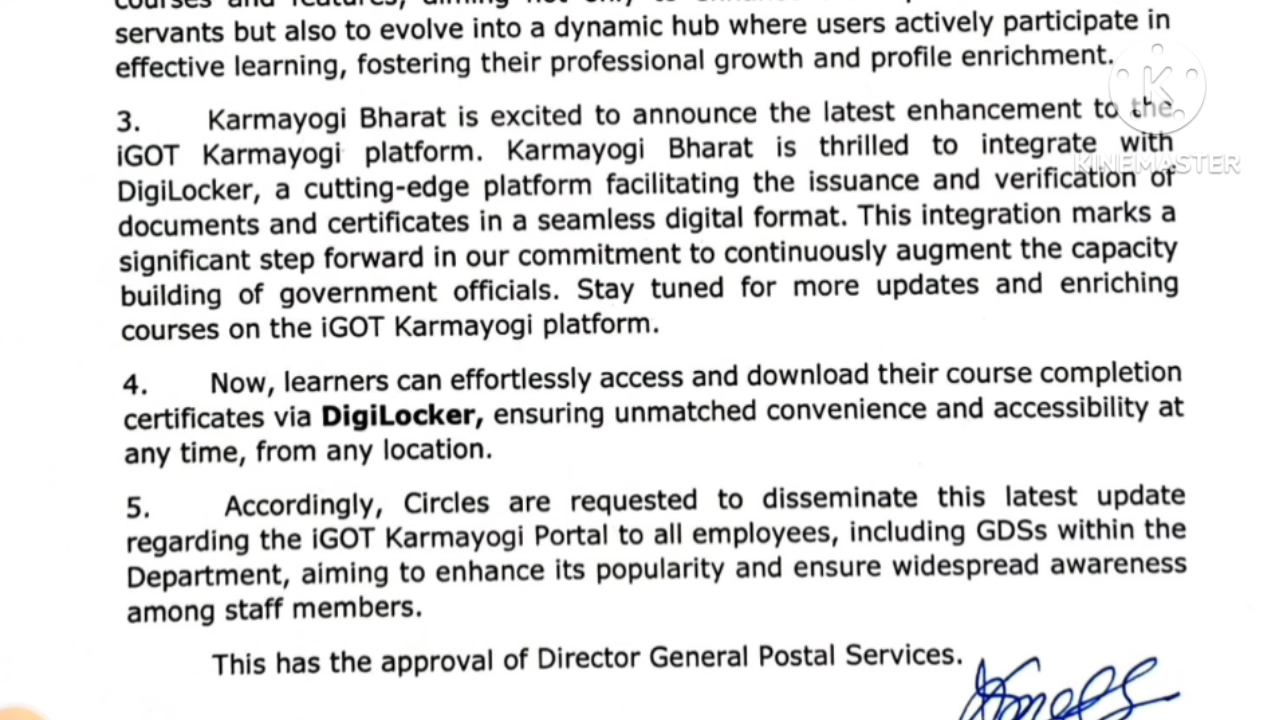 servants but also to evolve into a dynamic hub where users actively participate in
effective learning, fostering their professional growth and profile enrichment.
3. Karmayogi Bharat is excited to announce the latest enhancement to the
iGOT Karmayogi platform. Karmayogi Bharat is thrilled to integrate with
DigiLocker, a cutting-edge platform facilitating the issuance and verification of
documents and certificates in a seamless digital format. This integration marks a
significant step forward in our commitment to continuously augment the capacity
building of government officials. Stay tuned for more updates and enriching
courses on the iGOT Karmayogi platform.
4. Now, learners can effortlessly access and download their course completion
certificates via DigiLocker, ensuring unmatched convenience and accessibility at
any time, from any location.
5. Accordingly, Circles are requested to disseminate this latest update
regarding the iGOT Karmayogi Portal to all employees, including GDSs within the
Department, aiming to enhance its popularity and ensure widespread awareness
among staff members.
This has the approval of Director General Postal Services.
K
KINEMASTER